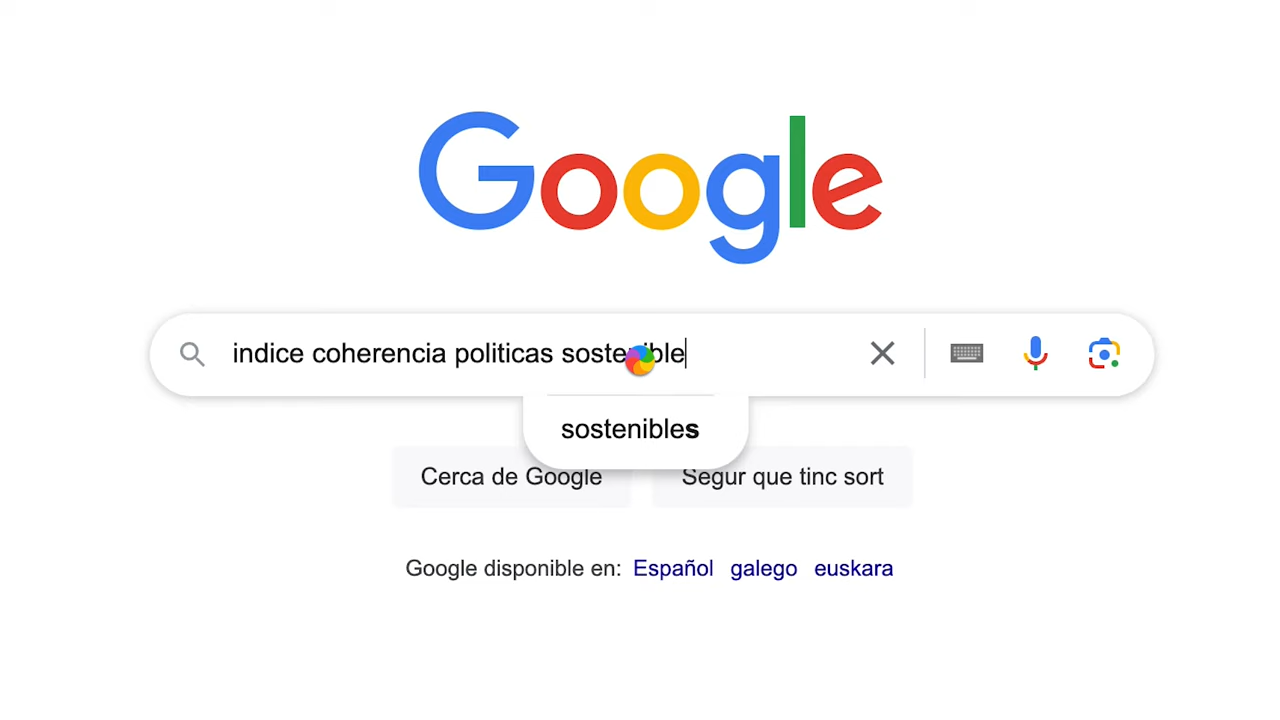 Google
indice coherencia politicas sostenible
sostenibles
Cerca de Google Segur que tinc sort
Google disponible en: Español galego euskara